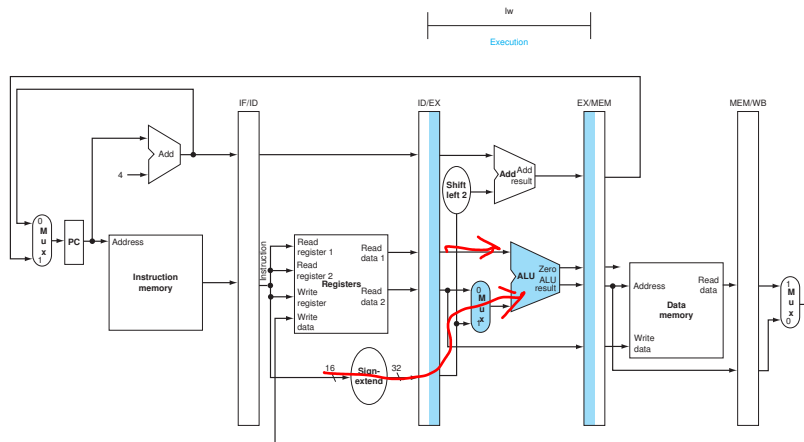 lw
Execution
IF/ID
ID/EX
EX/MEM
MEM/WB
Add
4
Shift
left 2
Add
Add
result
0
M
u
x
1
PC
Address
Instruction
memory
Instruction
Read
register 1
Read
register 2
Write
register
Write
data
Registers
Read
data 1
Read
data 2
0
M
u
x
1
ALU
Zero
ALU
result
Address
Write
data
Read
data
Data
memory
1
M
u
x
0
16
Sign-
extend
32